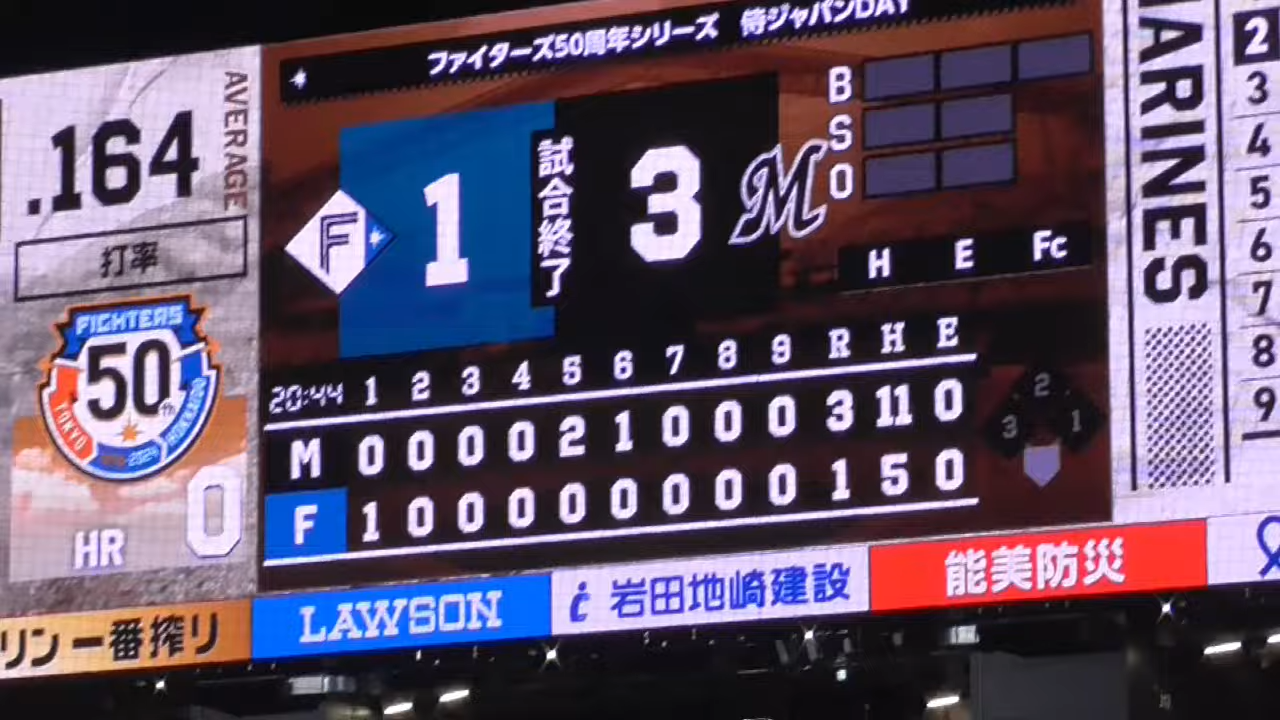 ファイターズ50周年シリーズ 侍ジャパンDAY
AVERAGE
.164
打率
FIGHTERS
50th
TOKYO
HOKKAIDO
2024
HR 0
F 1 試合終了 3 M
B
S
O
H E Fc
20:44 1 2 3 4 5 6 7 8 9 R H E
M 0 0 0 0 2 1 0 0 0 3 11 0
F 1 0 0 0 0 0 0 0 0 1 5 0
2
3 1
ARINES
2
3
4
5
6
7
8
9
リン一番搾り
LAWSON
岩田地崎建設
能美防災